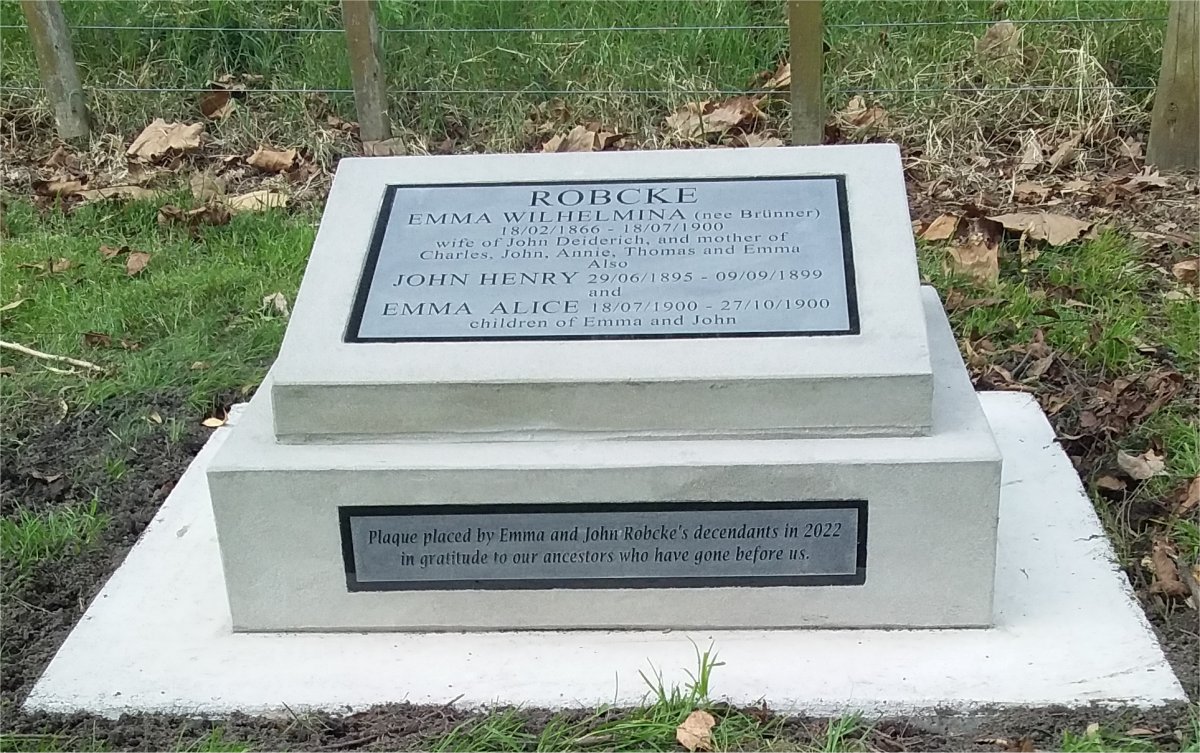 ROBCKE
EMMA WILHELMINA (nee Brünner)
18/02/1866 - 18/07/1900
wife of John Deiderich, and mother of
Charles, John, Annie, Thomas and Emma
Also
JOHN HENRY 29/06/1895 - 09/09/1899
and
EMMA ALICE 18/07/1900 - 27/10/1900
children of Emma and John
Plaque placed by Emma and John Robcke's decendants in 2022
in gratitude to our ancestors who have gone before us.